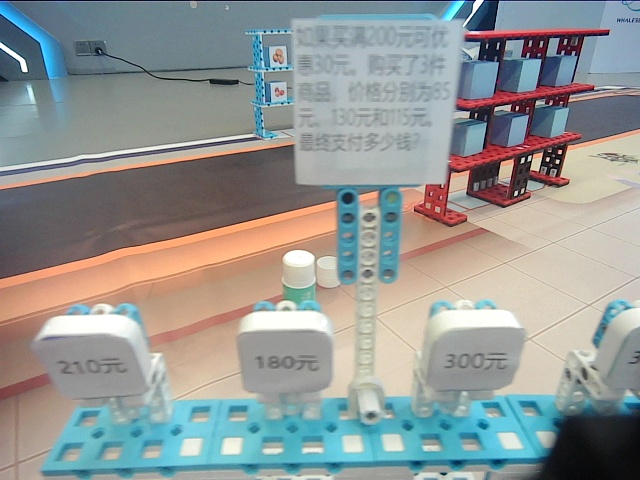 如果买满200元可优
惠30元。购买了3件
商品，价格分别为85
元、130元和115元，
最终支付多少钱？
210元
180元
300元